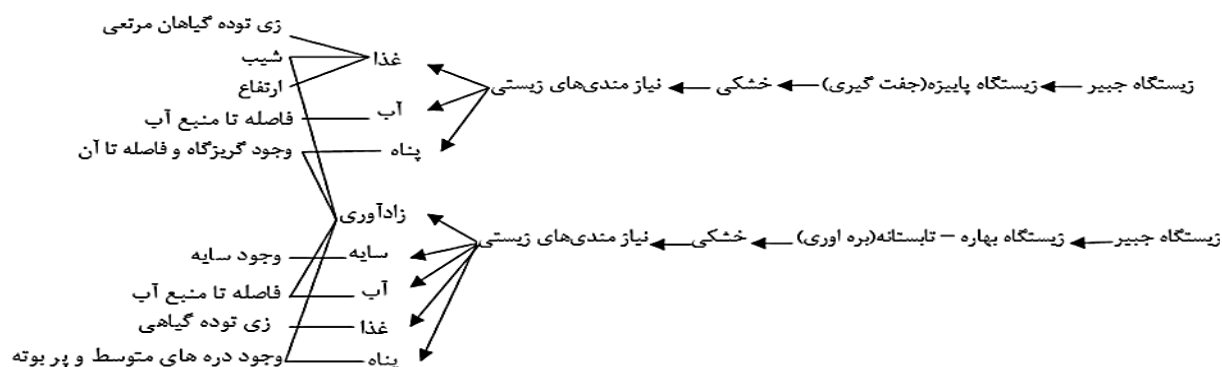 زی توده گیاهان مرتعی
غذا
شیب
ارتفاع
زیستگاه جبیر زیستگاه پاییزه(جفت گیری) خشکی نیاز مندی‌های زیستی
آب فاصله تا منبع آب
پناه وجود گریزگاه و فاصله تا آن
زادآوری
زیستگاه جبیر زیستگاه بهاره – تابستانه(بره اوری) خشکی نیاز مندی‌های زیستی
سایه وجود سایه
آب فاصله تا منبع آب
غذا زی توده گیاهی
پناه وجود دره های متوسط و پر بوته